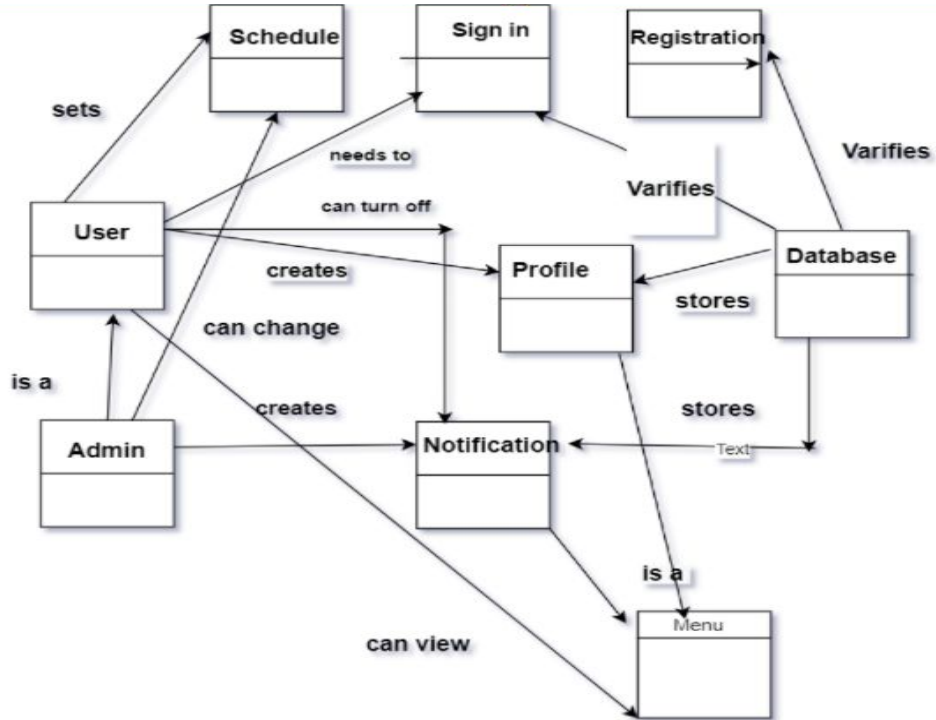 Schedule
Sign in
Registration
sets
needs to
Varifies
Varifies
can turn off
User
creates
Profile
Database
stores
can change
is a
creates
stores
Admin
Notification
Text
is a
Menu
can view